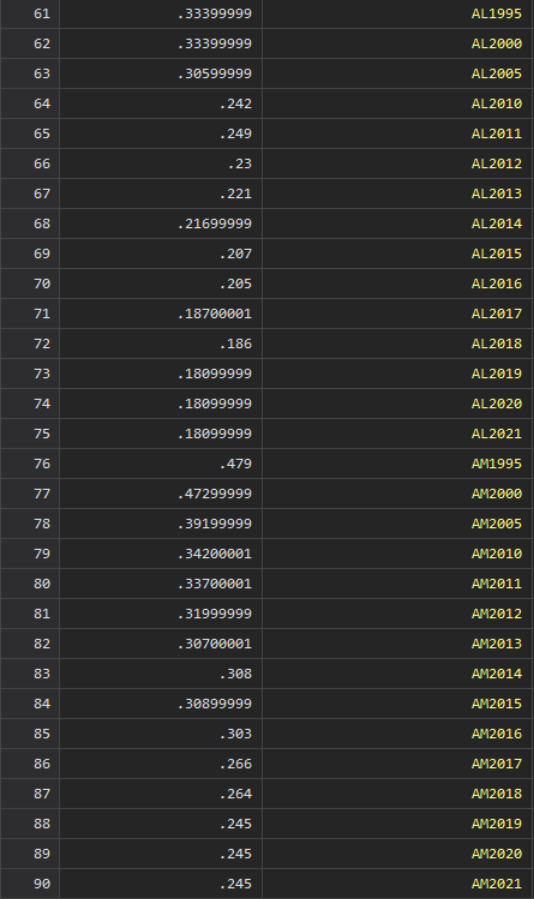 61 .33399999 AL1995
62 .33399999 AL2000
63 .30599999 AL2005
64 .242 AL2010
65 .249 AL2011
66 .23 AL2012
67 .221 AL2013
68 .21699999 AL2014
69 .207 AL2015
70 .205 AL2016
71 .18700001 AL2017
72 .186 AL2018
73 .18099999 AL2019
74 .18099999 AL2020
75 .18099999 AL2021
76 .479 AM1995
77 .47299999 AM2000
78 .39199999 AM2005
79 .34200001 AM2010
80 .33700001 AM2011
81 .31999999 AM2012
82 .30700001 AM2013
83 .308 AM2014
84 .30899999 AM2015
85 .303 AM2016
86 .266 AM2017
87 .264 AM2018
88 .245 AM2019
89 .245 AM2020
90 .245 AM2021